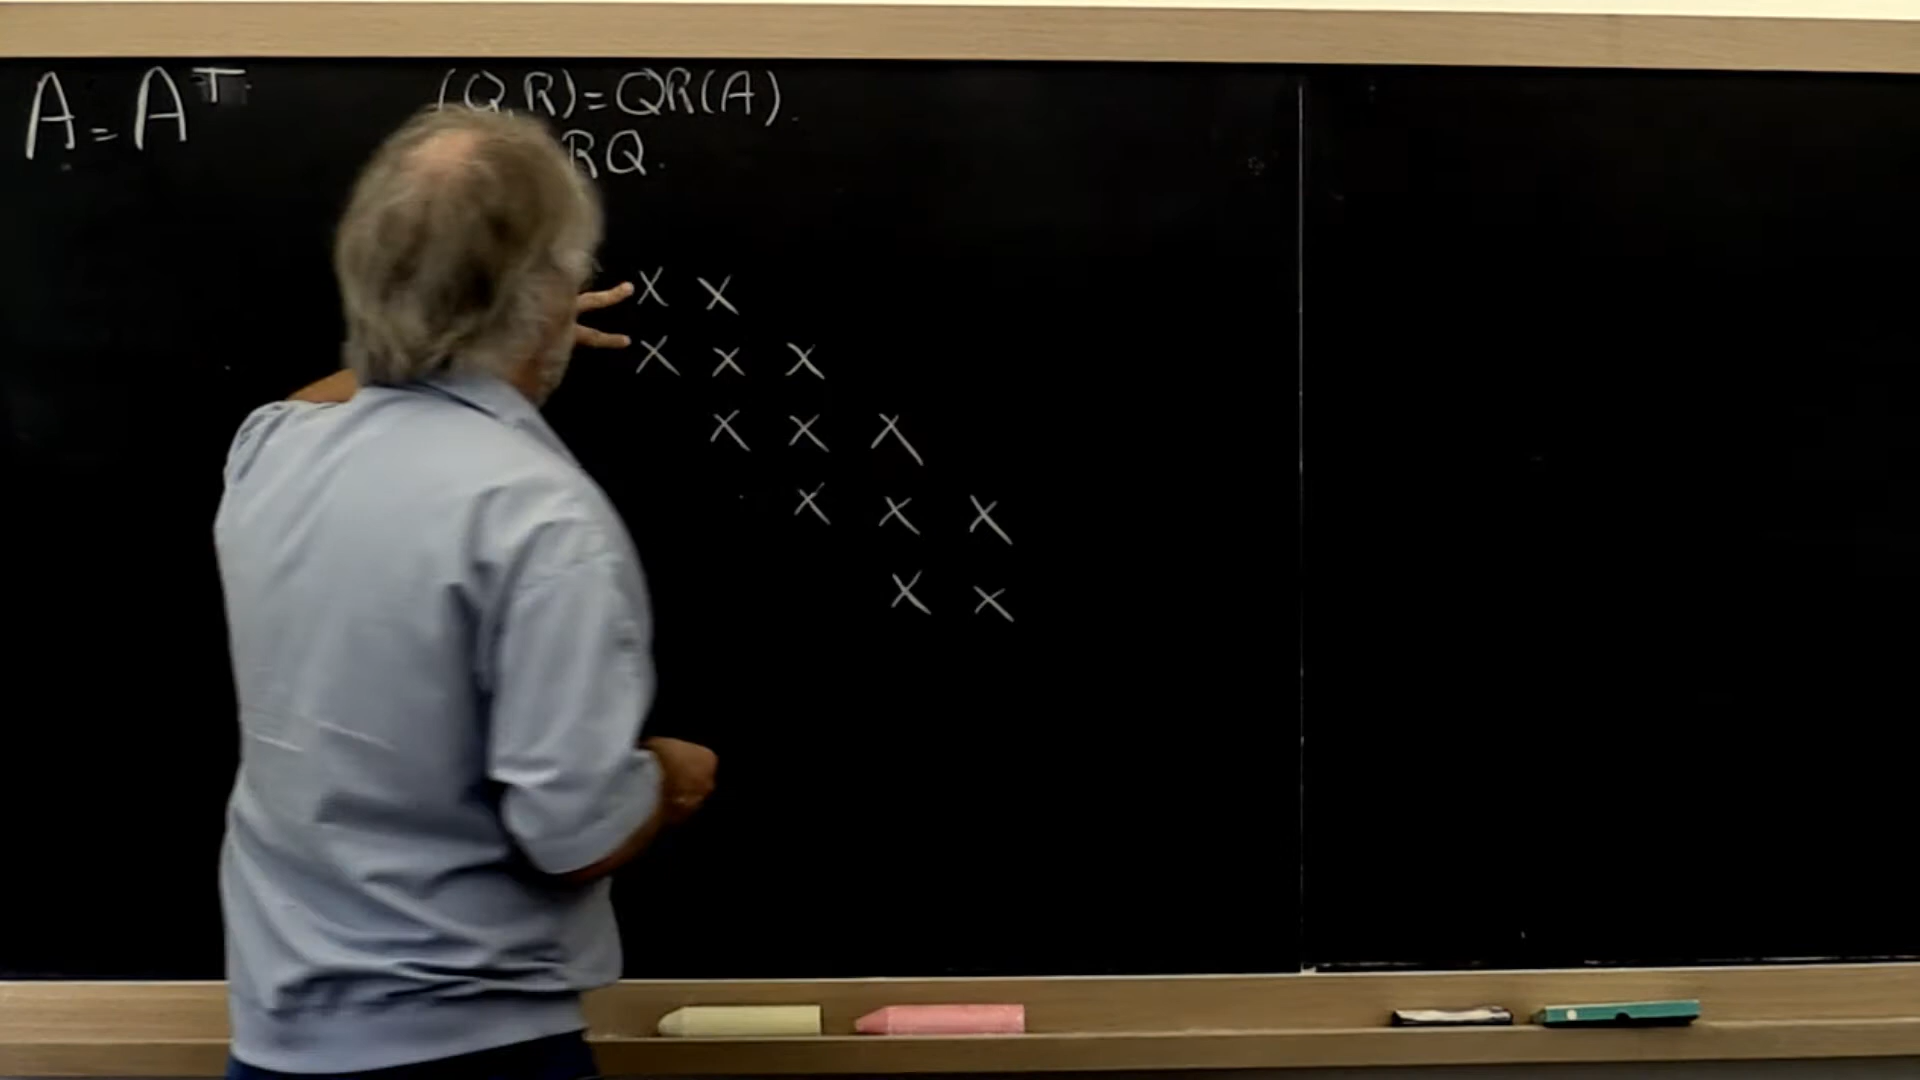 A = A^T
(Q,R)=QR(A).
RQ.
X X
X X X
X X X
X X X
X X